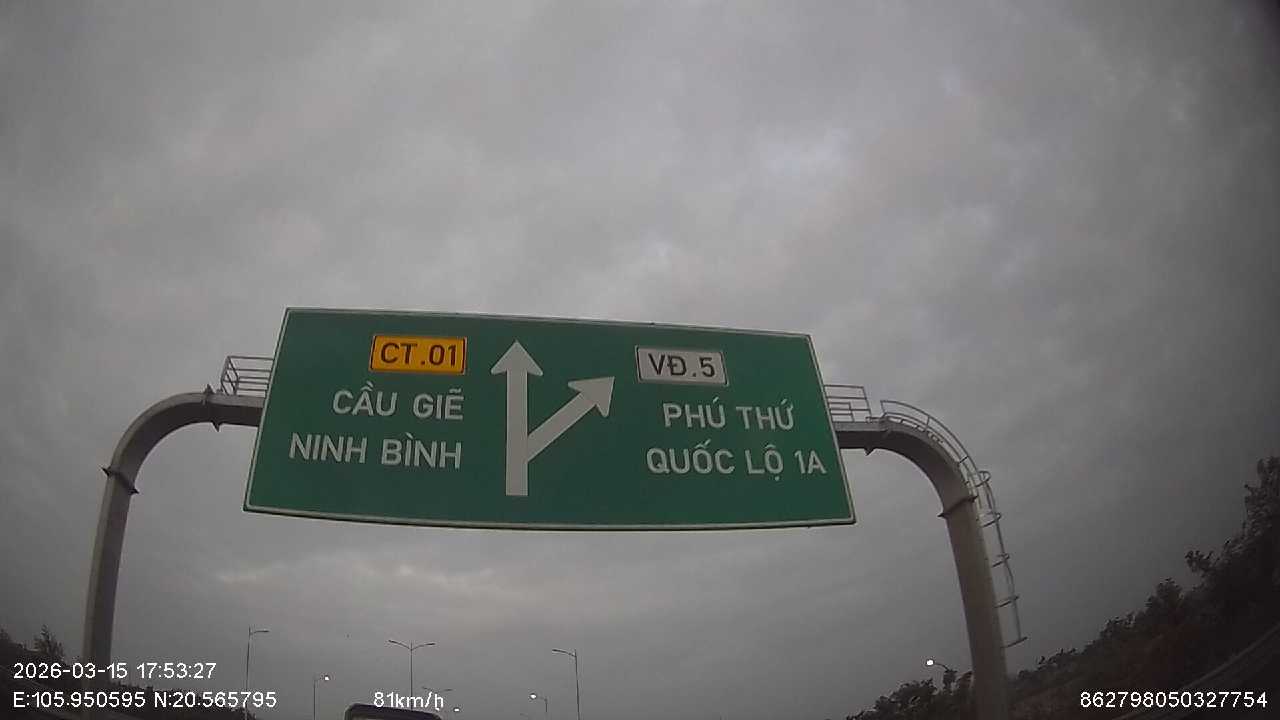 CT.01
CẦU GIẼ
NINH BÌNH
VĐ.5
PHÚ THỨ
QUỐC LỘ 1A
2026-03-15 17:53:27
E:105.950595 N:20.565795
81km/h
862798050327754